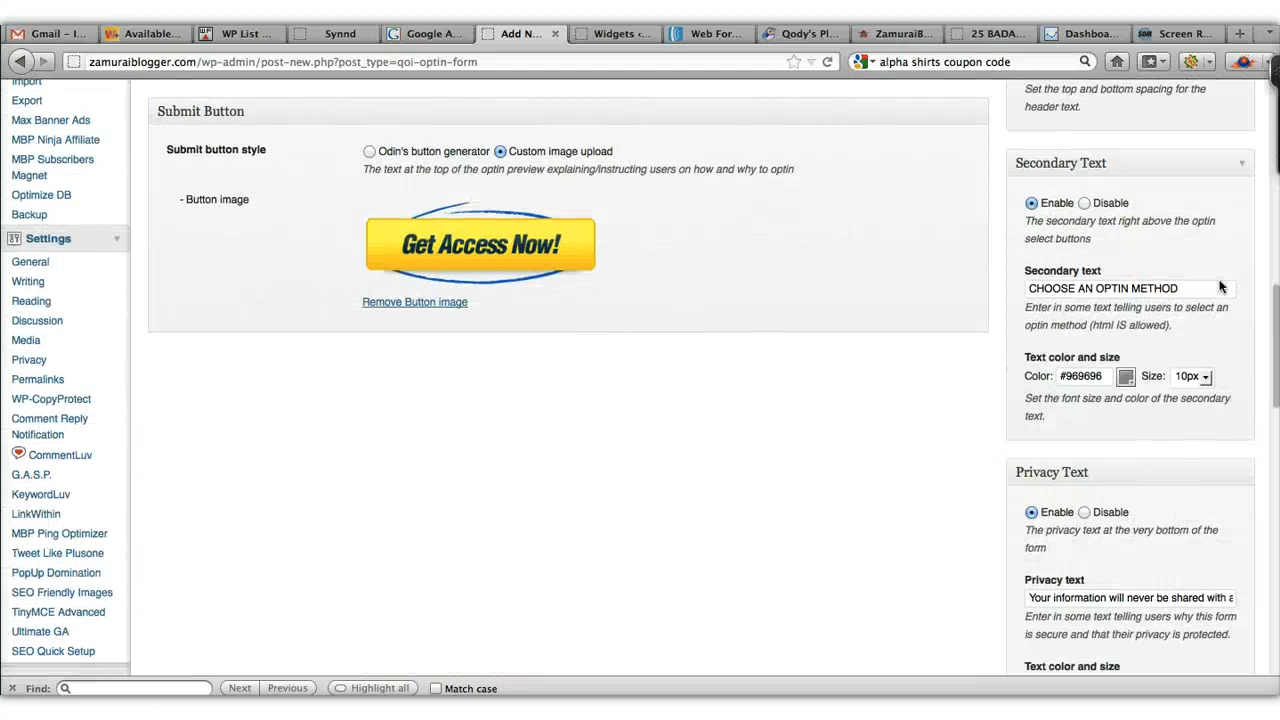 Gmail – I...
Available...
WP List ...
Synnd
Google A...
Add N...
Widgets ‹...
Web For...
Qody's Pl...
ZamuraiB...
25 BADA...
Dashboa...
Screen R...
zamuraiblogger.com/wp-admin/post-new.php?post_type=qoi-optin-form
alpha shirts coupon code
Import
Export
Max Banner Ads
MBP Ninja Affiliate
MBP Subscribers
Magnet
Optimize DB
Backup
Settings
General
Writing
Reading
Discussion
Media
Privacy
Permalinks
WP-CopyProtect
Comment Reply
Notification
CommentLuv
G.A.S.P.
KeywordLuv
LinkWithin
MBP Ping Optimizer
Tweet Like Plusone
PopUp Domination
SEO Friendly Images
TinyMCE Advanced
Ultimate GA
SEO Quick Setup
Submit Button
Submit button style
Odin's button generator
Custom image upload
The text at the top of the optin preview explaining/instructing users on how and why to optin
- Button image
Get Access Now!
Remove Button image
Set the top and bottom spacing for the
header text.
Secondary Text
Enable Disable
The secondary text right above the optin
select buttons
Secondary text
CHOOSE AN OPTIN METHOD
Enter in some text telling users to select an
optin method (html IS allowed).
Text color and size
Color: #969696 Size: 10px
Set the font size and color of the secondary
text.
Privacy Text
Enable Disable
The privacy text at the very bottom of the
form
Privacy text
Your information will never be shared with a
Enter in some text telling users why this form
is secure and that their privacy is protected.
Text color and size
Find:
Next
Previous
Highlight all
Match case